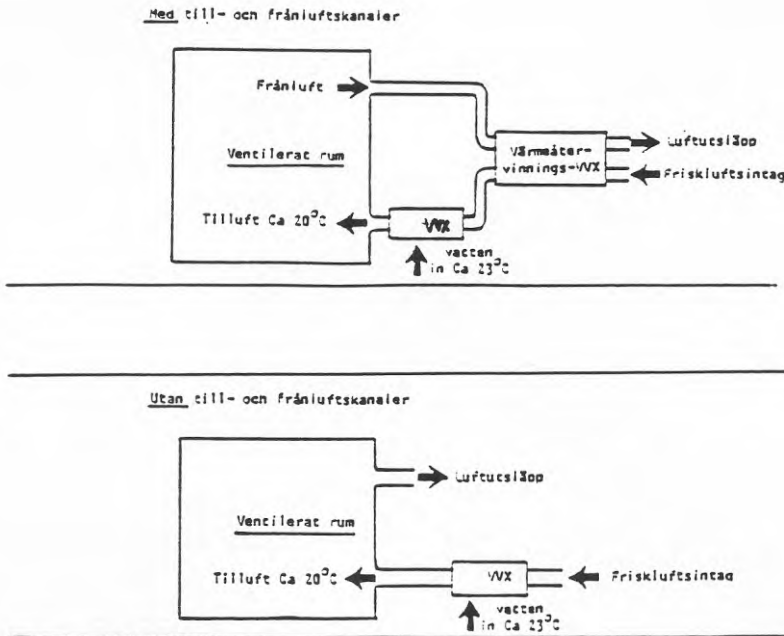 Med till- och frånluftskanaler
Frånluft
Värmeåter-
vinnings-VVX
Luftutsläpp
Friskluftsintag
Ventilerat rum
Tilluft Ca 20°C
VVX
vatten
in Ca 23°C
Utan till- och frånluftskanaler
Luftutsläpp
Ventilerat rum
Tilluft Ca 20°C
VVX
Friskluftsintag
vatten
in Ca 23°C